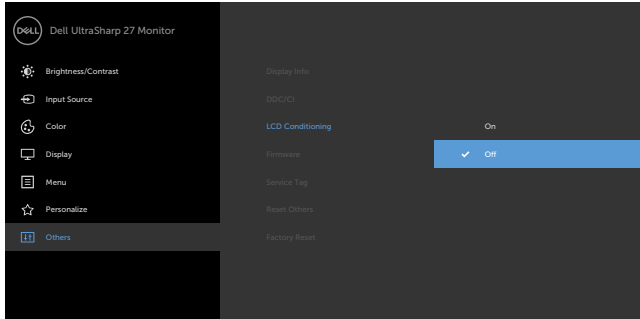 DELL Dell UltraSharp 27 Monitor
Brightness/Contrast
Display Info
Input Source
DDC/CI
Color
LCD Conditioning
On
Display
Firmware
Off
Menu
Service Tag
Personalize
Reset Others
Others
Factory Reset